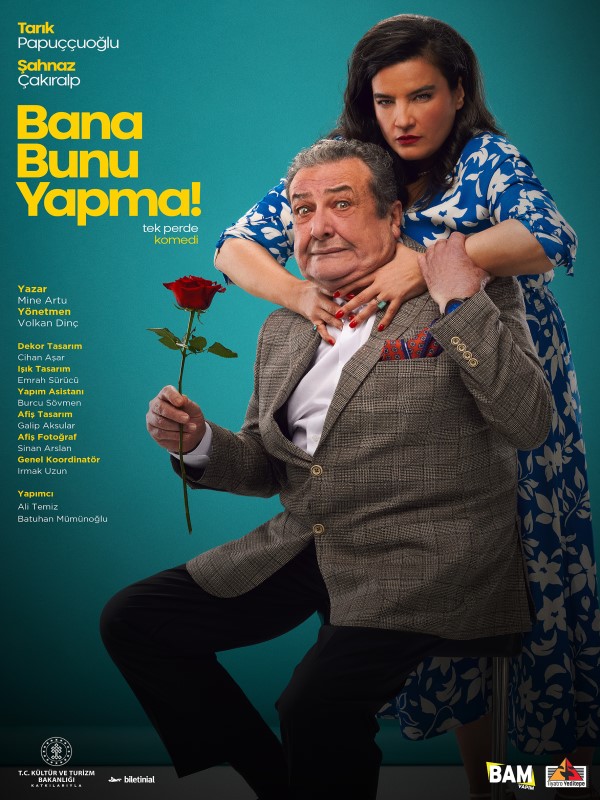 Tarık
Papuççuoğlu
Şahnaz
Çakıralp
Bana
Bunu
Yapma!
tek perde
komedi
Yazar
Mine Artu
Yönetmen
Volkan Dinç
Dekor Tasarım
Cihan Aşar
Işık Tasarım
Emrah Sürücü
Yapım Asistanı
Burcu Sövmen
Afiş Tasarım
Galip Aksular
Afiş Fotoğraf
Sinan Arslan
Genel Koordinatör
Irmak Uzun
Yapımcı
Ali Temiz
Batuhan Mümünoğlu
T.C. KÜLTÜR VE TURİZM
BAKANLIĞI
KATKILARIYLA
biletinial
BAM
YAPIM
Tiyatro Yeditepe